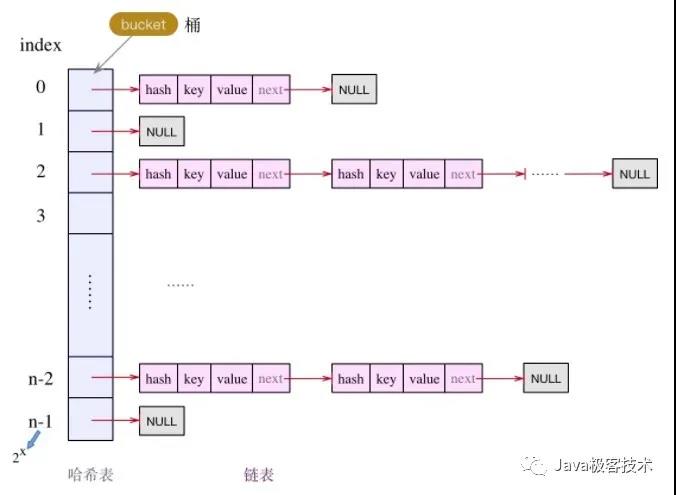 bucket 桶
index
0 hash key value next NULL
1 NULL
2 hash key value next hash key value next ...... NULL
3
...... ......
n-2 hash key value next hash key value next NULL
n-1 NULL
2^x
哈希表 链表
Java极客技术